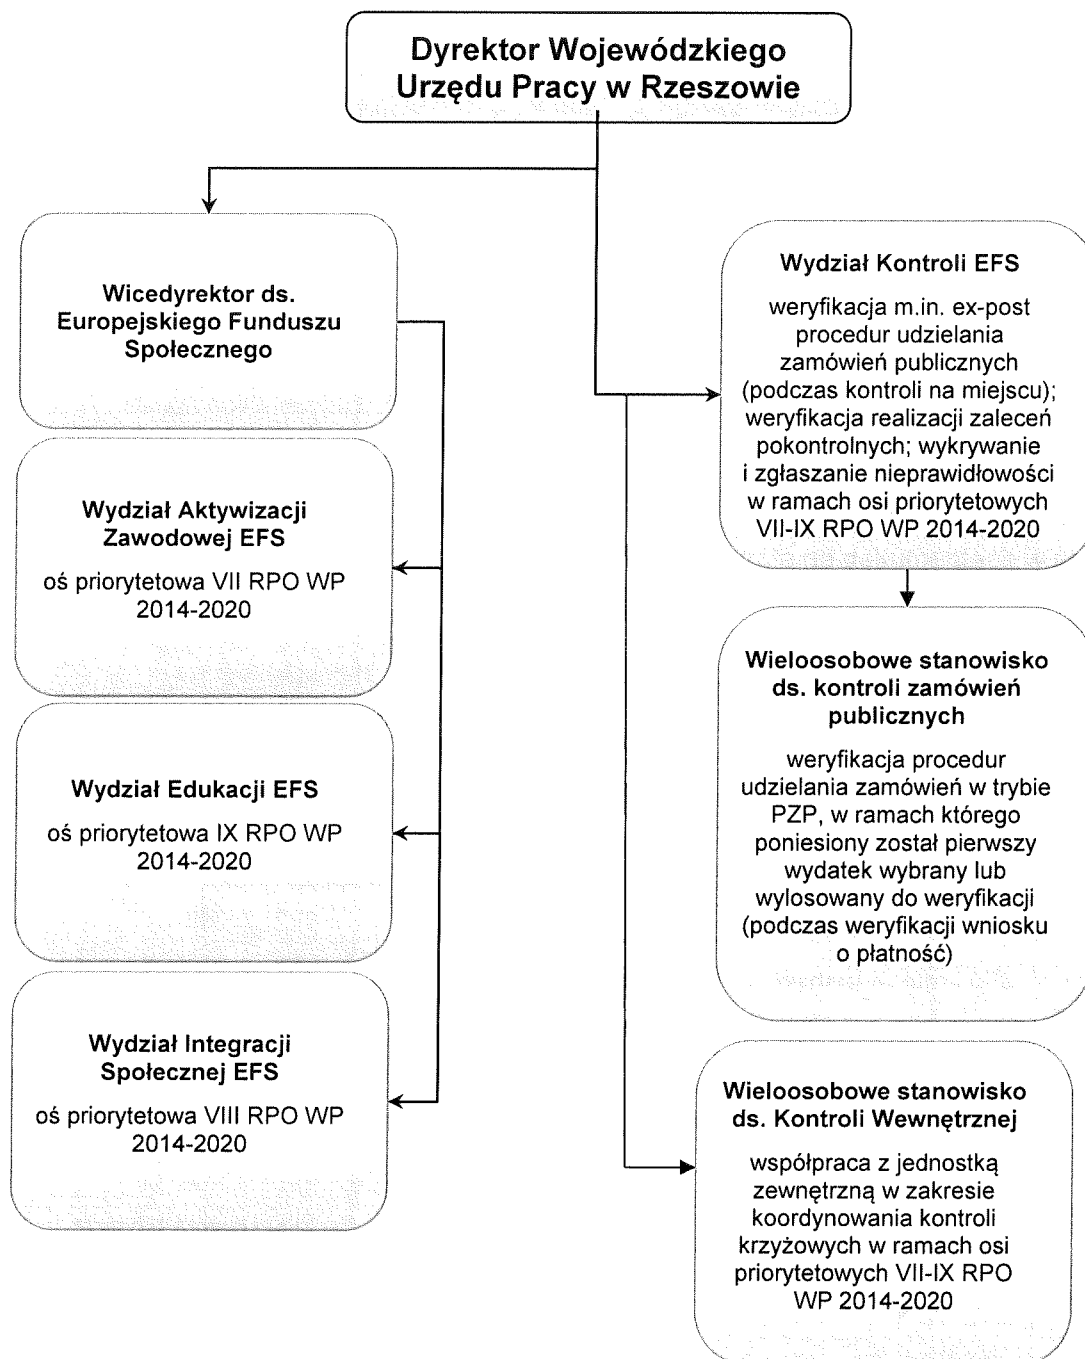 Dyrektor Wojewódzkiego
Urzędu Pracy w Rzeszowie
Wicedyrektor ds.
Europejskiego Funduszu
Społecznego
Wydział Aktywizacji
Zawodowej EFS
oś priorytetowa VII RPO WP
2014-2020
Wydział Edukacji EFS
oś priorytetowa IX RPO WP
2014-2020
Wydział Integracji
Społecznej EFS
oś priorytetowa VIII RPO WP
2014-2020
Wydział Kontroli EFS
weryfikacja m.in. ex-post
procedur udzielania
zamówień publicznych
(podczas kontroli na miejscu);
weryfikacja realizacji zaleceń
pokontrolnych; wykrywanie
i zgłaszanie nieprawidłowości
w ramach osi priorytetowych
VII-IX RPO WP 2014-2020
Wieloosobowe stanowisko
ds. kontroli zamówień
publicznych
weryfikacja procedur
udzielania zamówień w trybie
PZP, w ramach którego
poniesiony został pierwszy
wydatek wybrany lub
wylosowany do weryfikacji
(podczas weryfikacji wniosku
o płatność)
Wieloosobowe stanowisko
ds. Kontroli Wewnętrznej
współpraca z jednostką
zewnętrzną w zakresie
koordynowania kontroli
krzyżowych w ramach osi
priorytetowych VII-IX RPO
WP 2014-2020